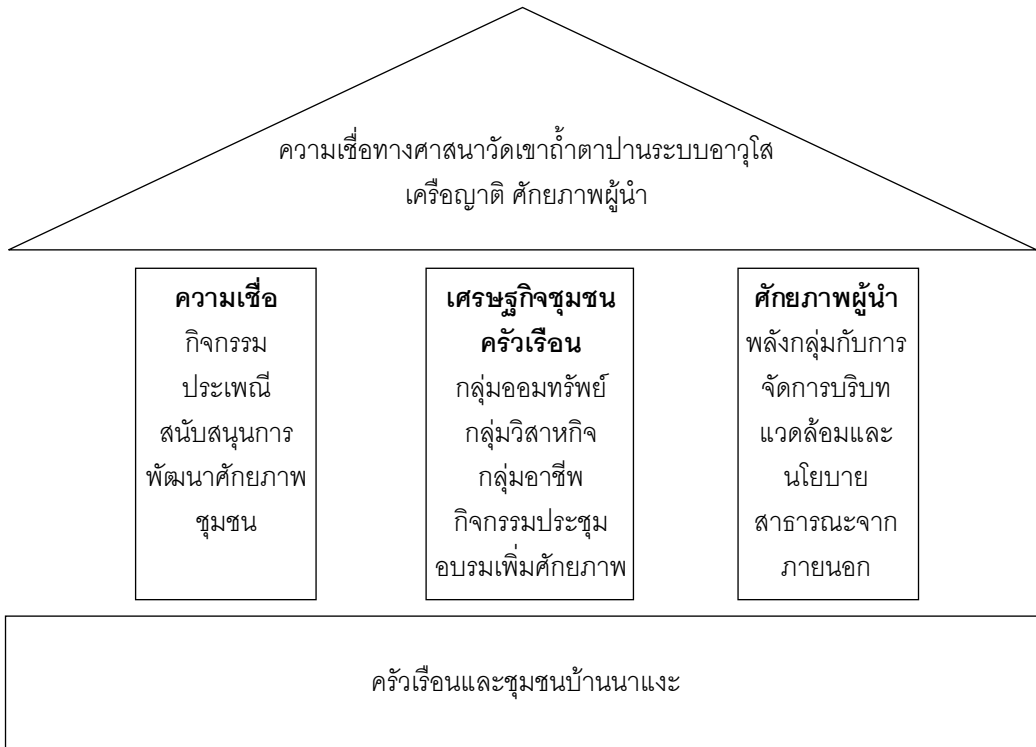 ความเชื่อทางศาสนาวัดเขาถ้ำตาปานระบบอาวุโส
เครือญาติ ศักยภาพผู้นำ
ความเชื่อ
กิจกรรม
ประเพณี
สนับสนุนการ
พัฒนาศักยภาพ
ชุมชน
เศรษฐกิจชุมชน
ครัวเรือน
กลุ่มออมทรัพย์
กลุ่มวิสาหกิจ
กลุ่มอาชีพ
กิจกรรมประชุม
อบรมเพิ่มศักยภาพ
ศักยภาพผู้นำ
พลังกลุ่มกับการ
จัดการบริบท
แวดล้อมและ
นโยบาย
สาธารณะจาก
ภายนอก
ครัวเรือนและชุมชนบ้านนาแงะ